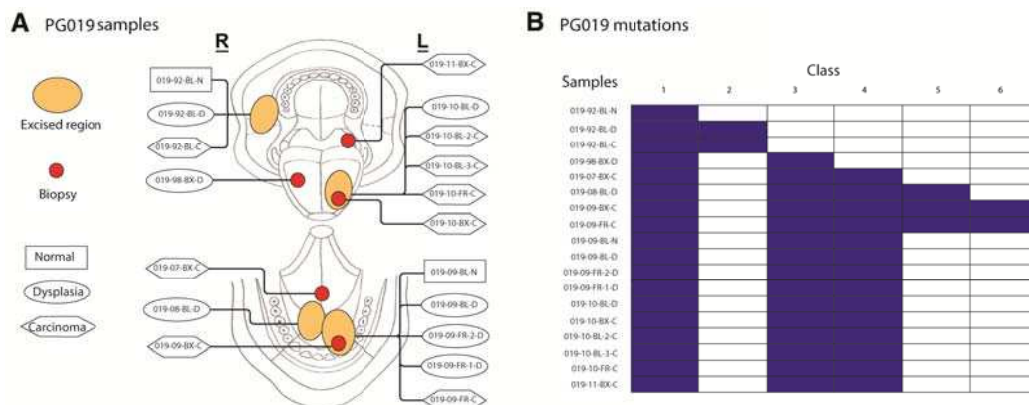 A PG019 samples
R
L
Excised region
Biopsy
Normal
Dysplasia
Carcinoma
019-92-BL-N
019-92-BL-D
019-92-BL-C
019-98-BX-D
019-11-BX-C
019-10-BL-D
019-10-BL-2-C
019-10-BL-3-C
019-10-FR-C
019-10-BX-C
019-07-BX-C
019-08-BL-D
019-09-BX-C
019-09-BL-N
019-09-BL-D
019-09-FR-2-D
019-09-FR-1-D
019-09-FR-C
B PG019 mutations
Samples
Class
1 2 3 4 5 6
019-92-BL-N
019-92-BL-D
019-92-BL-C
019-98-BX-D
019-07-BX-C
019-08-BL-D
019-09-BX-C
019-09-FR-C
019-09-BL-N
019-09-BL-D
019-09-FR-2-D
019-09-FR-1-D
019-10-BL-D
019-10-BX-C
019-10-BL-2-C
019-10-BL-3-C
019-10-FR-C
019-11-BX-C